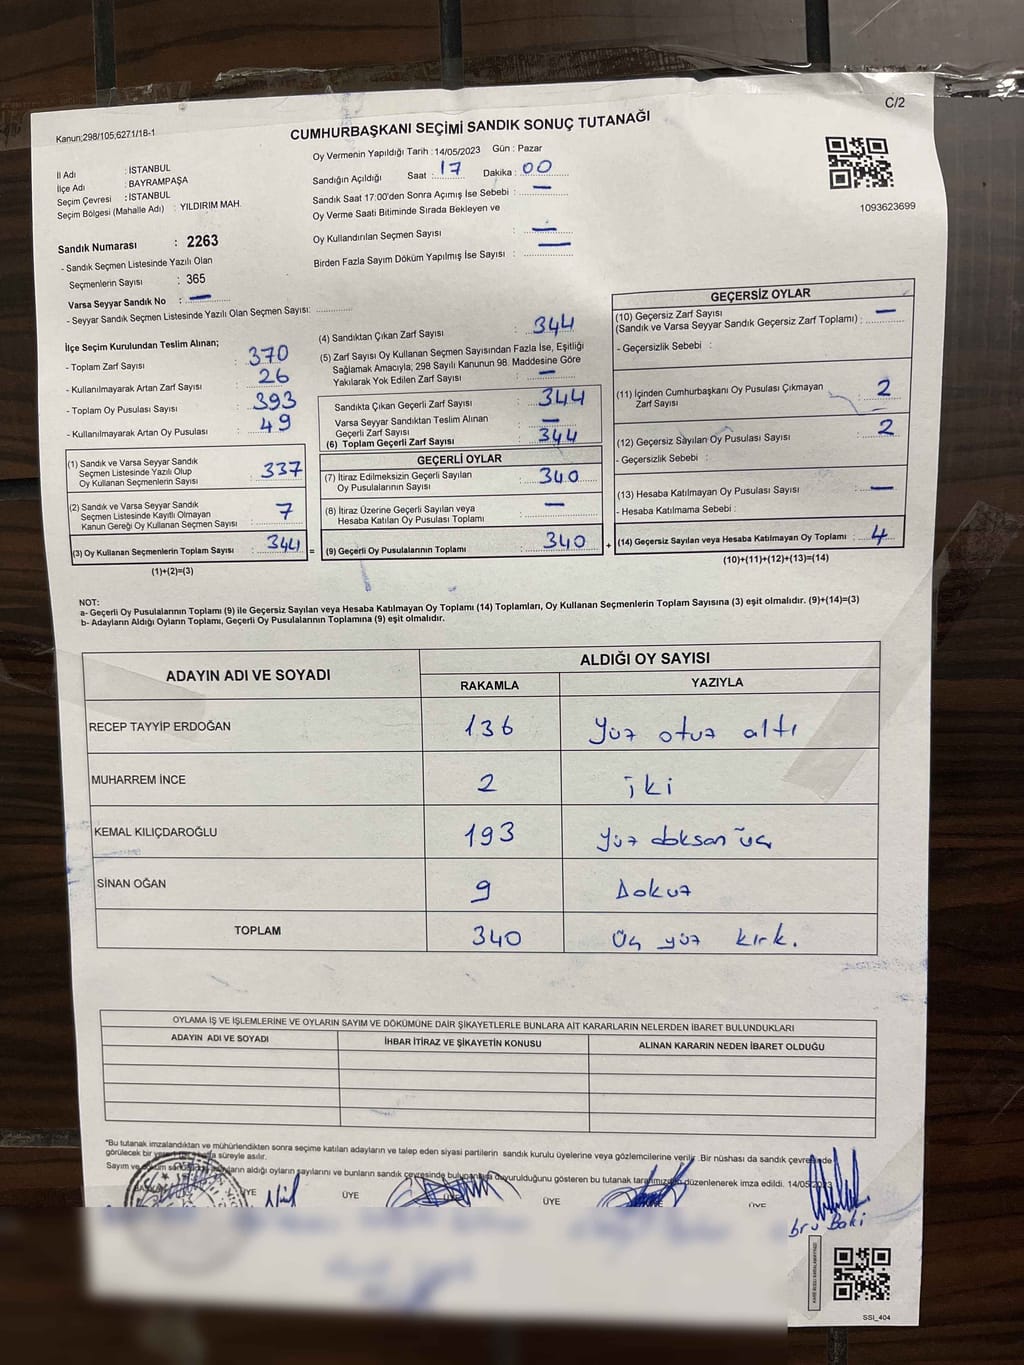 C/2
Kanun:298/105,6271/18-1
CUMHURBAŞKANI SEÇİMİ SANDIK SONUÇ TUTANAĞI
İl Adı : İSTANBUL
İlçe Adı : BAYRAMPAŞA
Seçim Çevresi : İSTANBUL
Seçim Bölgesi (Mahalle Adı) : YILDIRIM MAH.
Sandık Numarası : 2263
- Sandık Seçmen Listesinde Yazılı Olan
Seçmenlerin Sayısı : 365
Varsa Seyyar Sandık No : —
- Seyyar Sandık Seçmen Listesinde Yazılı Olan Seçmen Sayısı: ..............
Oy Vermenin Yapıldığı Tarih : 14/05/2023 Gün : Pazar
Sandığın Açıldığı Saat : 17 Dakika : 00
Sandık Saat 17:00'den Sonra Açımış İse Sebebi : —
Oy Verme Saati Bitiminde Sırada Bekleyen ve
Oy Kullandırılan Seçmen Sayısı : —
Birden Fazla Sayım Döküm Yapılmış İse Sayısı : —
1093623699
İlçe Seçim Kurulundan Teslim Alınan;
- Toplam Zarf Sayısı : 370
- Kullanılmayarak Artan Zarf Sayısı : 26
- Toplam Oy Pusulası Sayısı : 393
- Kullanılmayarak Artan Oy Pusulası : 49
(1) Sandık ve Varsa Seyyar Sandık
Seçmen Listesinde Yazılı Olup
Oy Kullanan Seçmenlerin Sayısı : 337
(2) Sandık ve Varsa Seyyar Sandık
Seçmen Listesinde Kayıtlı Olmayan
Kanun Gereği Oy Kullanan Seçmen Sayısı : 7
(3) Oy Kullanan Seçmenlerin Toplam Sayısı : 344 =
(1)+(2)=(3)
(4) Sandıktan Çıkan Zarf Sayısı : 344
(5) Zarf Sayısı Oy Kullanan Seçmen Sayısından Fazla İse, Eşitliği
Sağlamak Amacıyla; 298 Sayılı Kanunun 98. Maddesine Göre
Yakılarak Yok Edilen Zarf Sayısı : —
Sandıkta Çıkan Geçerli Zarf Sayısı : 344
Varsa Seyyar Sandıktan Teslim Alınan
Geçerli Zarf Sayısı : —
(6) Toplam Geçerli Zarf Sayısı : 344
GEÇERLİ OYLAR
(7) İtiraz Edilmeksizin Geçerli Sayılan
Oy Pusulalarının Sayısı : 340
(8) İtiraz Üzerine Geçerli Sayılan veya
Hesaba Katılan Oy Pusulası Toplamı : —
(9) Geçerli Oy Pusulalarının Toplamı : 340 +
GEÇERSİZ OYLAR
(10) Geçersiz Zarf Sayısı
(Sandık ve Varsa Seyyar Sandık Geçersiz Zarf Toplamı) : —
- Geçersizlik Sebebi :
(11) İçinden Cumhurbaşkanı Oy Pusulası Çıkmayan
Zarf Sayısı : 2
(12) Geçersiz Sayılan Oy Pusulası Sayısı : 2
- Geçersizlik Sebebi :
(13) Hesaba Katılmayan Oy Pusulası Sayısı : —
- Hesaba Katılmama Sebebi :
(14) Geçersiz Sayılan veya Hesaba Katılmayan Oy Toplamı : 4
(10)+(11)+(12)+(13)=(14)
NOT:
a- Geçerli Oy Pusulalarının Toplamı (9) ile Geçersiz Sayılan veya Hesaba Katılmayan Oy Toplamı (14) Toplamları, Oy Kullanan Seçmenlerin Toplam Sayısına (3) eşit olmalıdır. (9)+(14)=(3)
b- Adayların Aldığı Oyların Toplamı, Geçerli Oy Pusulalarının Toplamına (9) eşit olmalıdır.
ADAYIN ADI VE SOYADI ALDIĞI OY SAYISI
RAKAMLA YAZIYLA
RECEP TAYYİP ERDOĞAN 136 Yüz otuz altı
MUHARREM İNCE 2 iki
KEMAL KILIÇDAROĞLU 193 Yüz doksan üç
SİNAN OĞAN 9 Dokuz
TOPLAM 340 Üç yüz kırk.
OYLAMA İŞ VE İŞLEMLERİNE VE OYLARIN SAYIM VE DÖKÜMÜNE DAİR ŞİKAYETLERLE BUNLARA AİT KARARLARIN NELERDEN İBARET BULUNDUKLARI
ADAYIN ADI VE SOYADI İHBAR İTİRAZ VE ŞİKAYETİN KONUSU ALINAN KARARIN NEDEN İBARET OLDUĞU
*Bu tutanak imzalandıktan ve mühürlendikten sonra seçime katılan adayların ve talep eden siyasi partilerin sandık kurulu üyelerine veya gözlemcilerine verilir .Bir nüshası da sandık çevresinde
görülecek bir yere süreyle asılır.
Sayım ve döküm adayların aldığı oyların sayılarını ve bunların sandık çevresinde duyurulduğunu gösteren bu tutanak tarafımızdan düzenlenerek imza edildi. 14/05/2023
ÜYE ÜYE ÜYE ÜYE ÜYE
Baki
SSI_404